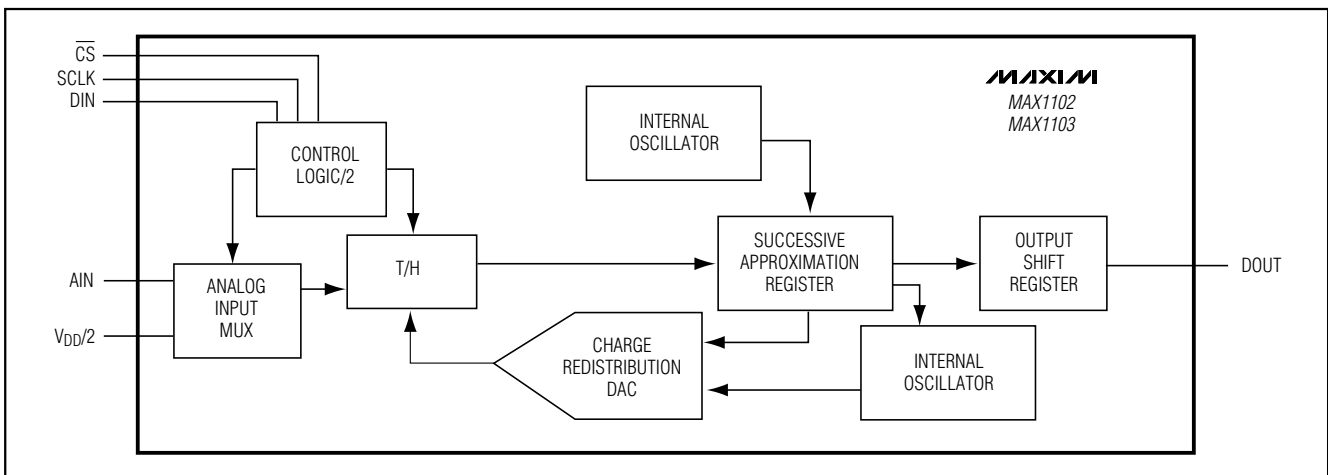 CS
SCLK
DIN
MAXIM
MAX1102
MAX1103
INTERNAL
OSCILLATOR
CONTROL
LOGIC/2
SUCCESSIVE
APPROXIMATION
REGISTER
OUTPUT
SHIFT
REGISTER
DOUT
T/H
AIN
ANALOG
INPUT
MUX
VDD/2
CHARGE
REDISTRIBUTION
DAC
INTERNAL
OSCILLATOR